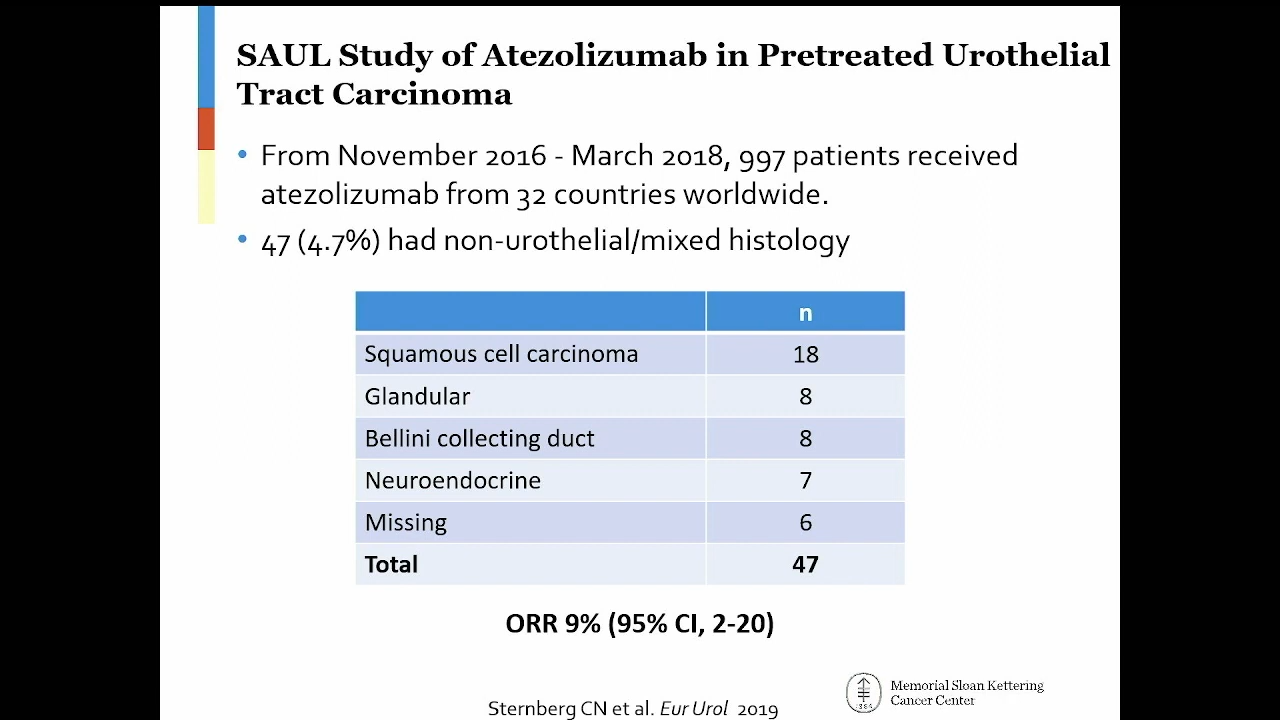 SAUL Study of Atezolizumab in Pretreated Urothelial
Tract Carcinoma
• From November 2016 - March 2018, 997 patients received
atezolizumab from 32 countries worldwide.
• 47 (4.7%) had non-urothelial/mixed histology
n
Squamous cell carcinoma 18
Glandular 8
Bellini collecting duct 8
Neuroendocrine 7
Missing 6
Total 47
ORR 9% (95% CI, 2-20)
Memorial Sloan Kettering
Cancer Center
1884
Sternberg CN et al. Eur Urol 2019